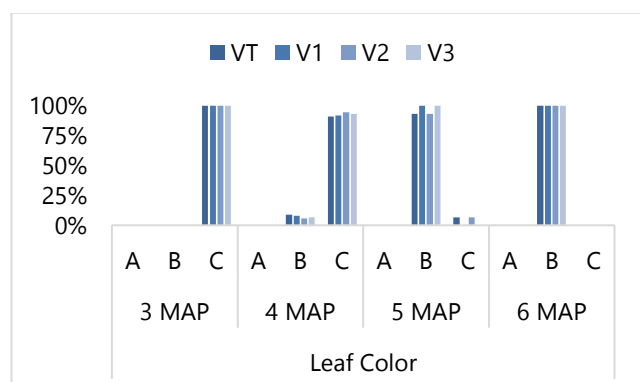 VT V1 V2 V3
100%
75%
50%
25%
0%
A B C A B C A B C A B C
3 MAP 4 MAP 5 MAP 6 MAP
Leaf Color